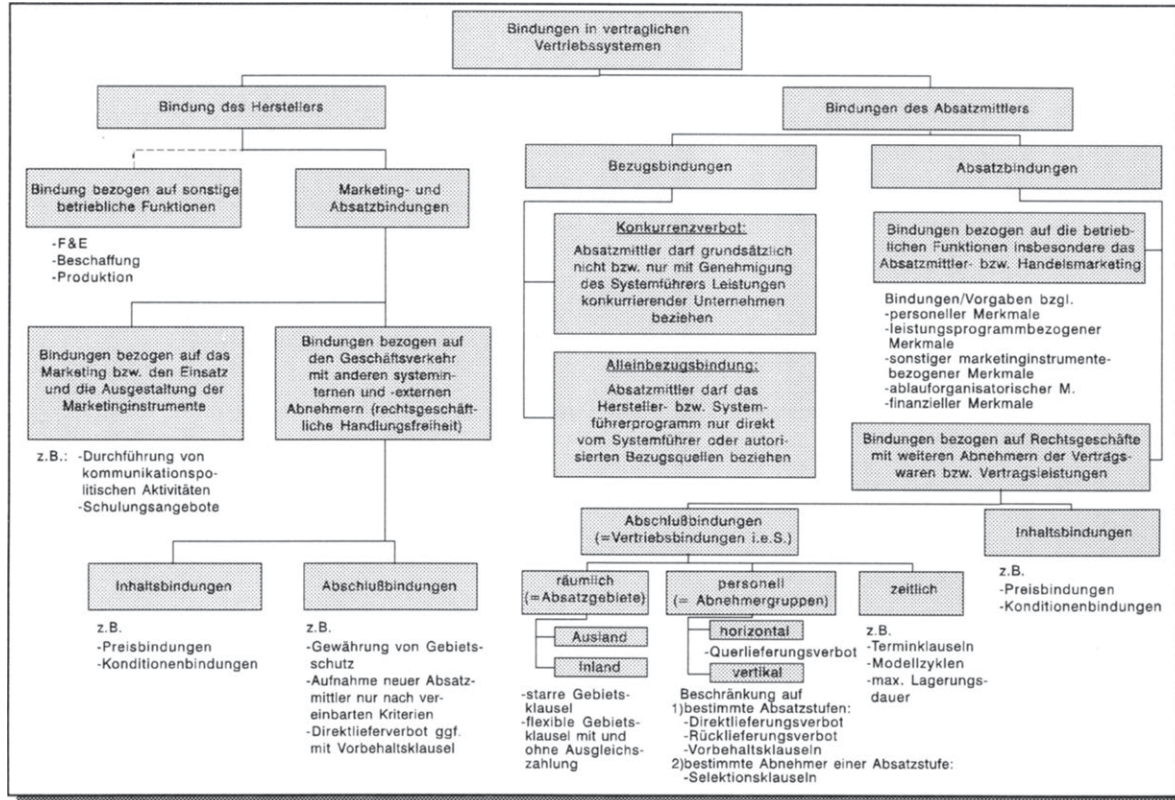 Bindungen in vertraglichen
Vertriebssystemen
Bindung des Herstellers
Bindungen des Absatzmittlers
Bindung bezogen auf sonstige
betriebliche Funktionen
-F&E
-Beschaffung
-Produktion
Marketing- und
Absatzbindungen
Bezugsbindungen
Absatzbindungen
Konkurrenzverbot:
Absatzmittler darf grundsätzlich
nicht bzw. nur mit Genehmigung
des Systemführers Leistungen
konkurrierender Unternehmen
beziehen
Bindungen bezogen auf die betrieb-
lichen Funktionen insbesondere das
Absatzmittler- bzw. Handelsmarketing
Bindungen/Vorgaben bzgl.
-personeller Merkmale
-leistungsprogrammbezogener
Merkmale
-sonstiger marketinginstrumente-
bezogener Merkmale
-ablauforganisatorischer M.
-finanzieller Merkmale
Bindungen bezogen auf das
Marketing bzw. den Einsatz
und die Ausgestaltung der
Marketinginstrumente
z.B.: -Durchführung von
kommunikationspo-
litischen Aktivitäten
-Schulungsangebote
Bindungen bezogen auf
den Geschäftsverkehr
mit anderen systemin-
ternen und -externen
Abnehmern (rechtsgeschäft-
liche Handlungsfreiheit)
Alleinbezugsbindung:
Absatzmittler darf das
Hersteller- bzw. System-
führerprogramm nur direkt
vom Systemführer oder autori-
sierten Bezugsquellen beziehen
Bindungen bezogen auf Rechtsgeschäfte
mit weiteren Abnehmern der Vertrags-
waren bzw. Vertragsleistungen
Inhaltsbindungen
z.B.
-Preisbindungen
-Konditionenbindungen
Abschlußbindungen
z.B.
-Gewährung von Gebiets-
schutz
-Aufnahme neuer Absatz-
mittler nur nach ver-
einbarten Kriterien
-Direktlieferverbot ggf.
mit Vorbehaltsklausel
Abschlußbindungen
(=Vertriebsbindungen i.e.S.)
Inhaltsbindungen
z.B.
-Preisbindungen
-Konditionenbindungen
räumlich
(=Absatzgebiete)
Ausland
Inland
-starre Gebiets-
klausel
-flexible Gebiets-
klausel mit und
ohne Ausgleichs-
zahlung
personell
(= Abnehmergruppen)
horizontal
-Querlieferungsverbot
vertikal
Beschränkung auf
1)bestimmte Absatzstufen:
-Direktlieferungsverbot
-Rücklieferungsverbot
-Vorbehaltsklauseln
2)bestimmte Abnehmer einer Absatzstufe:
-Selektionsklauseln
zeitlich
z.B.
-Terminklauseln
-Modellzyklen
-max. Lagerungs-
dauer